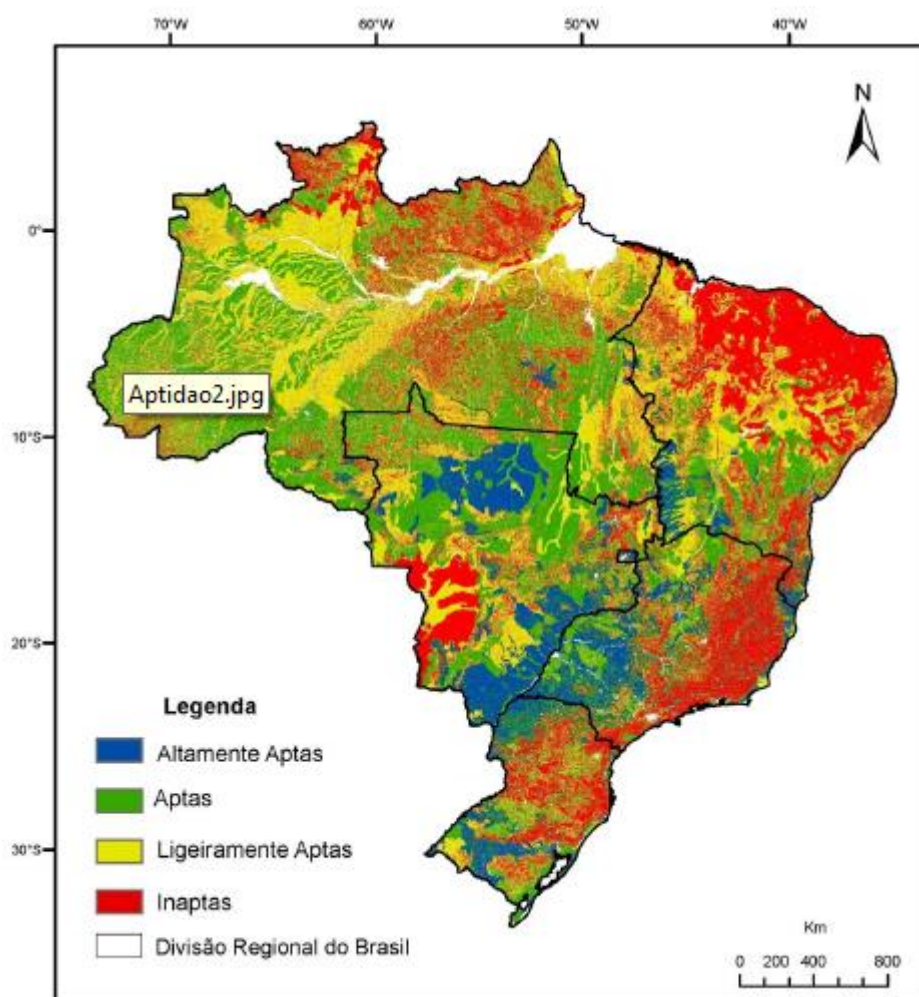 70°W 60°W 50°W 40°W
N
0°
Aptidao2.jpg
10°S
20°S
Legenda
Altamente Aptas
Aptas
Ligeiramente Aptas
30°S
Inaptas
Divisão Regional do Brasil
Km
0 200 400 800